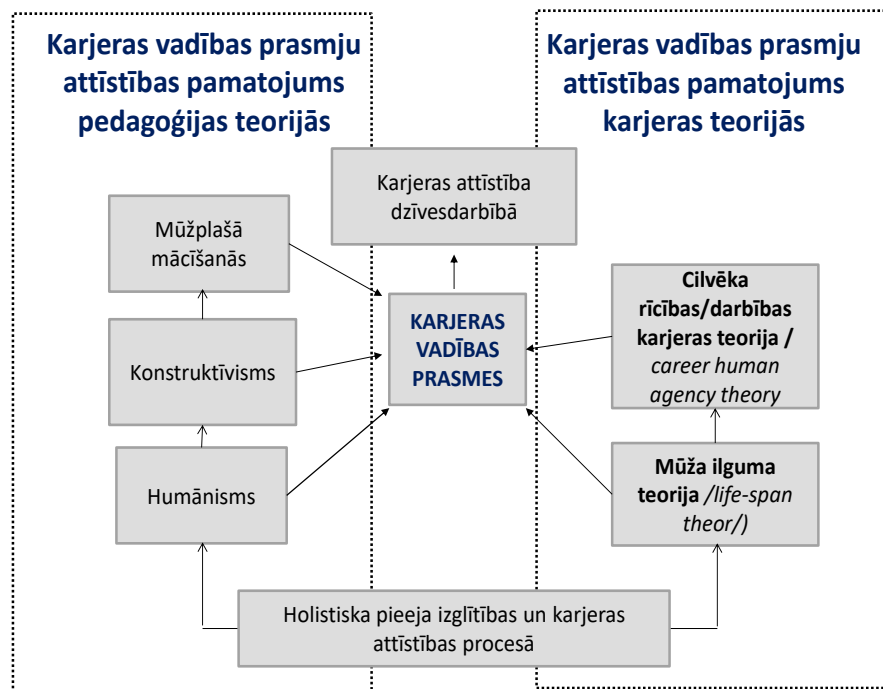 Karjeras vadības prasmju
attīstības pamatojums
pedagoģijas teorijās
Karjeras vadības prasmju
attīstības pamatojums
karjeras teorijās
Karjeras attīstība
dzīvesdarbībā
Mūžplašā
mācīšanās
Konstruktīvisms
Humānisms
KARJERAS
VADĪBAS
PRASMES
Cilvēka
rīcības/darbības
karjeras teorija /
career human
agency theory
Mūža ilguma
teorija /life-span
theor/)
Holistiska pieeja izglītības un karjeras
attīstības procesā